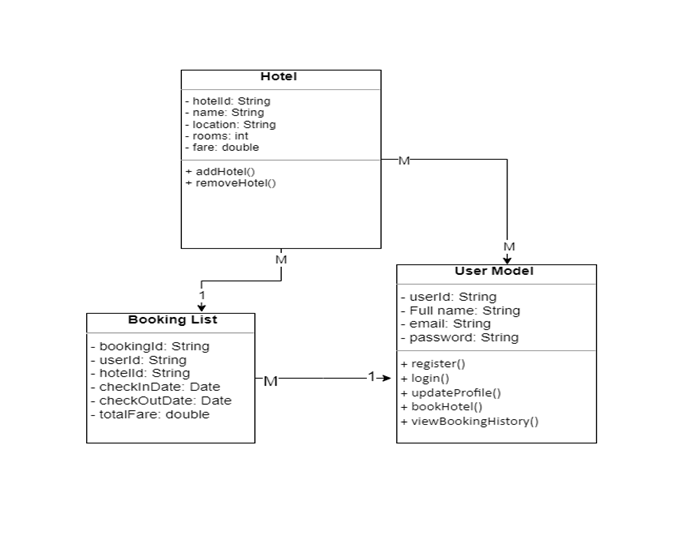 Hotel
- hotelId: String
- name: String
- location: String
- rooms: int
- fare: double
+ addHotel()
+ removeHotel()
M
M
M
1
User Model
- userId: String
- Full name: String
- email: String
- password: String
+ register()
+ login()
+ updateProfile()
+ bookHotel()
+ viewBookingHistory()
Booking List
- bookingId: String
- userId: String
- hotelId: String
- checkInDate: Date
- checkOutDate: Date
- totalFare: double
M
1